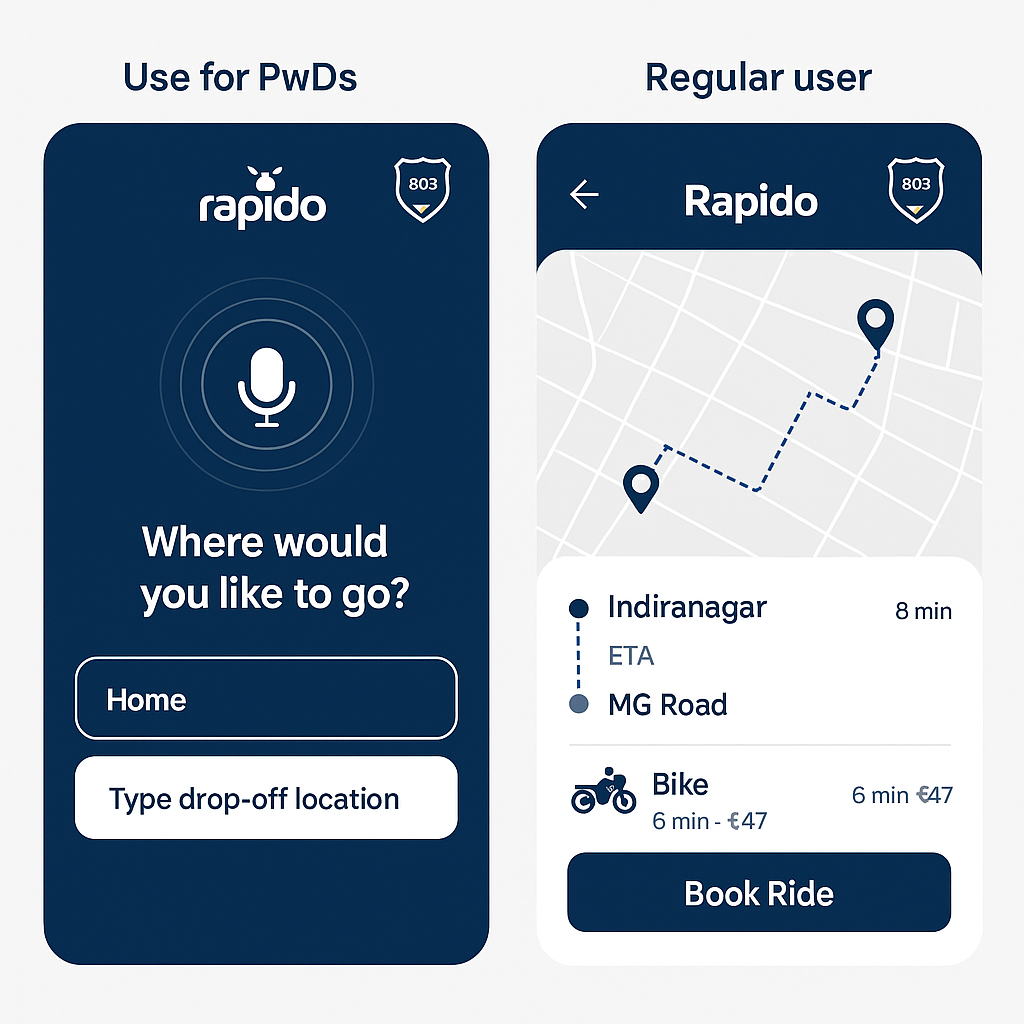 Use for PwDs
rapido
803
Where would
you like to go?
Home
Type drop-off location
Regular user
Rapido
803
Indiranagar
8 min
ETA
MG Road
Bike
6 min €47
6 min - €47
Book Ride